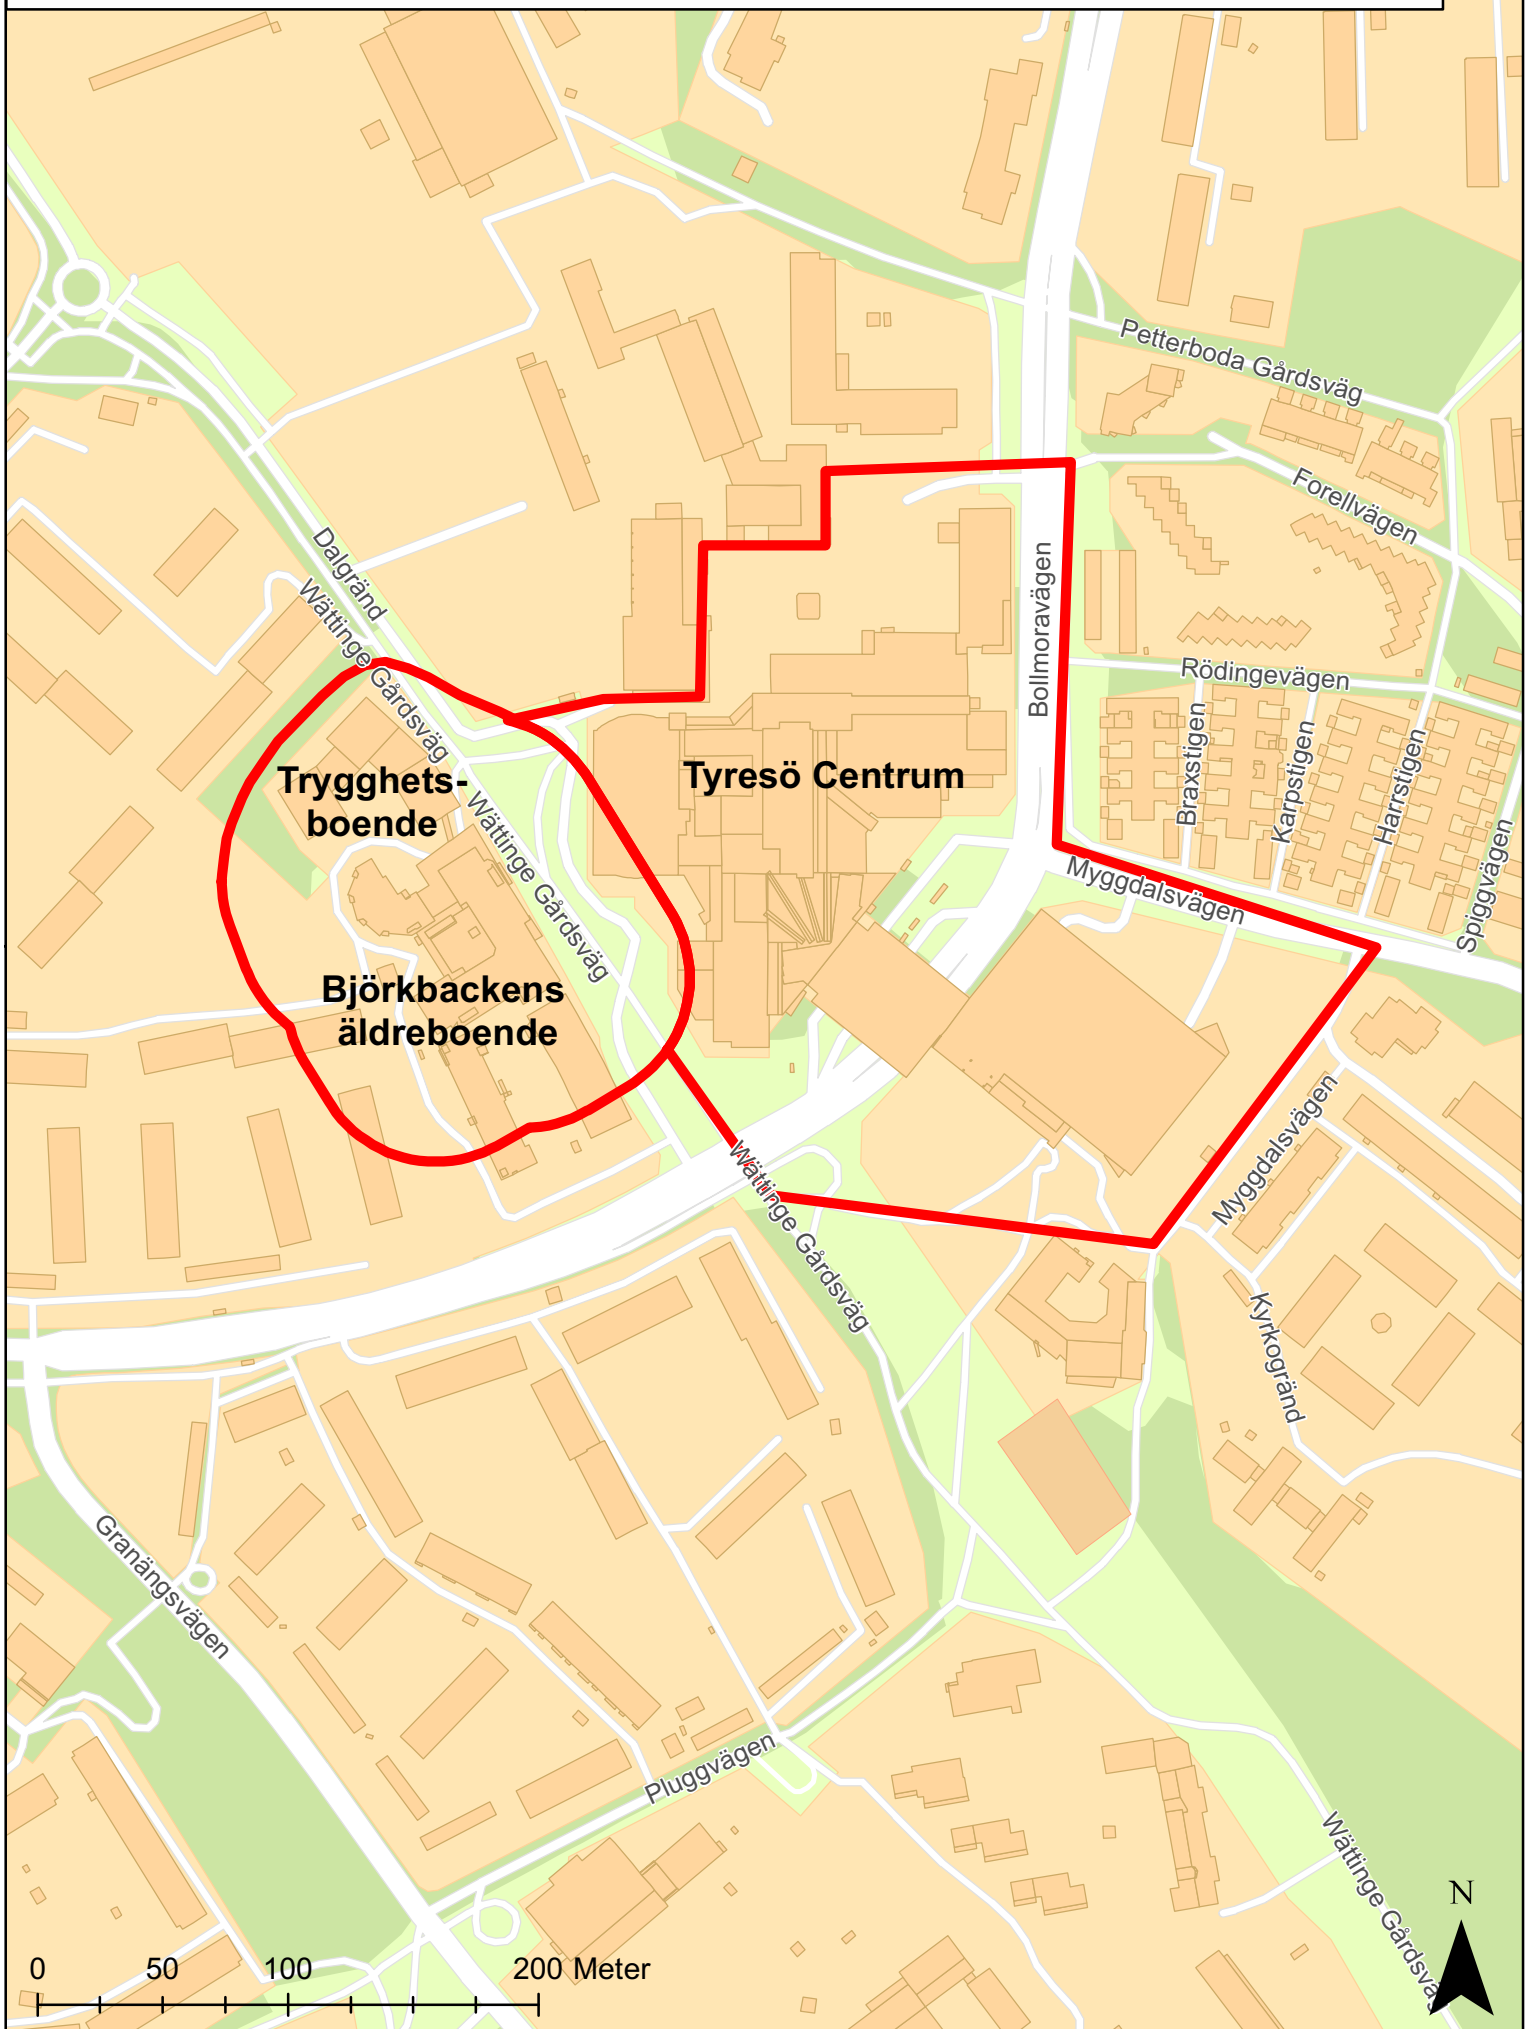 Petterboda Gårdsväg
Forellvägen
Dalgränd
Wättinge Gårdsväg
Bollmoravägen
Rödingevägen
Braxstigen
Karpstigen
Harrstigen
Spiggvägen
Trygghets-
boende
Tyresö Centrum
Wättinge Gårdsväg
Myggdalsvägen
Björkbackens
äldreboende
Myggdalsvägen
Wättinge Gårdsväg
Kyrkogränd
Granängsvägen
Pluggvägen
Wättinge Gårdsväg
N
0 50 100 200 Meter